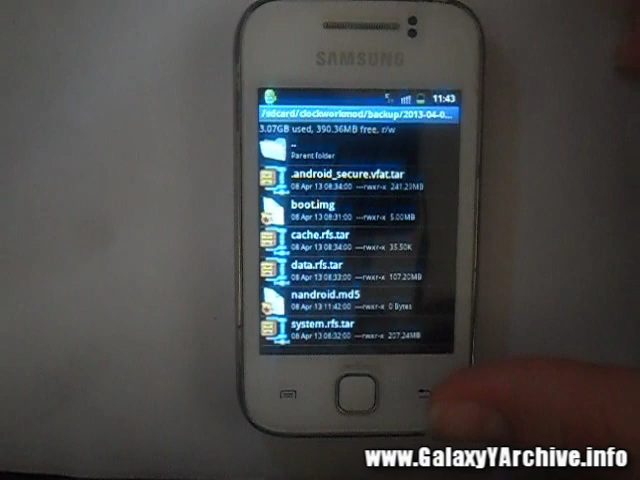 SAMSUNG
11:43
/sdcard/clockworkmod/backup/2013-04-0...
3.07GB used, 390.36MB free, r/w
..
Parent folder
.android_secure.vfat.tar
08 Apr 13 08:34:00 —rwxr-x 241.29MB
boot.img
08 Apr 13 08:31:00 —rwxr-x 5.00MB
cache.rfs.tar
08 Apr 13 08:34:00 —rwxr-x 35.50K
data.rfs.tar
08 Apr 13 08:33:00 —rwxr-x 107.20MB
nandroid.md5
08 Apr 13 11:42:00 —rwxr-x 0 Bytes
system.rfs.tar
08 Apr 13 08:32:00 —rwxr-x 207.24MB
www.GalaxyYArchive.info